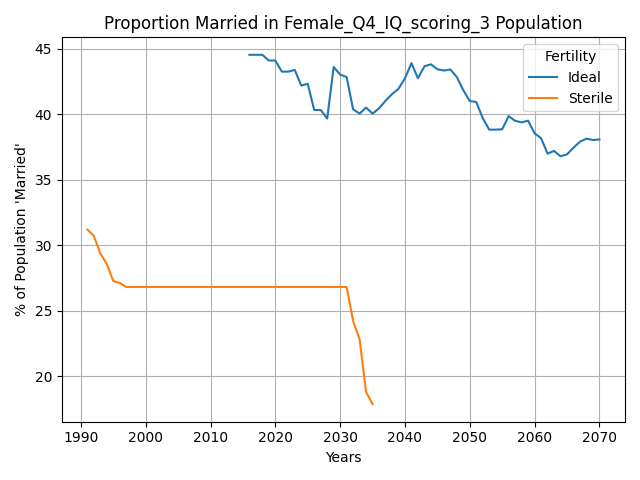 Proportion Married in Female_Q4_IQ_scoring_3 Population
% of Population 'Married'
45
40
35
30
25
20
Fertility
Ideal
Sterile
1990 2000 2010 2020 2030 2040 2050 2060 2070
Years